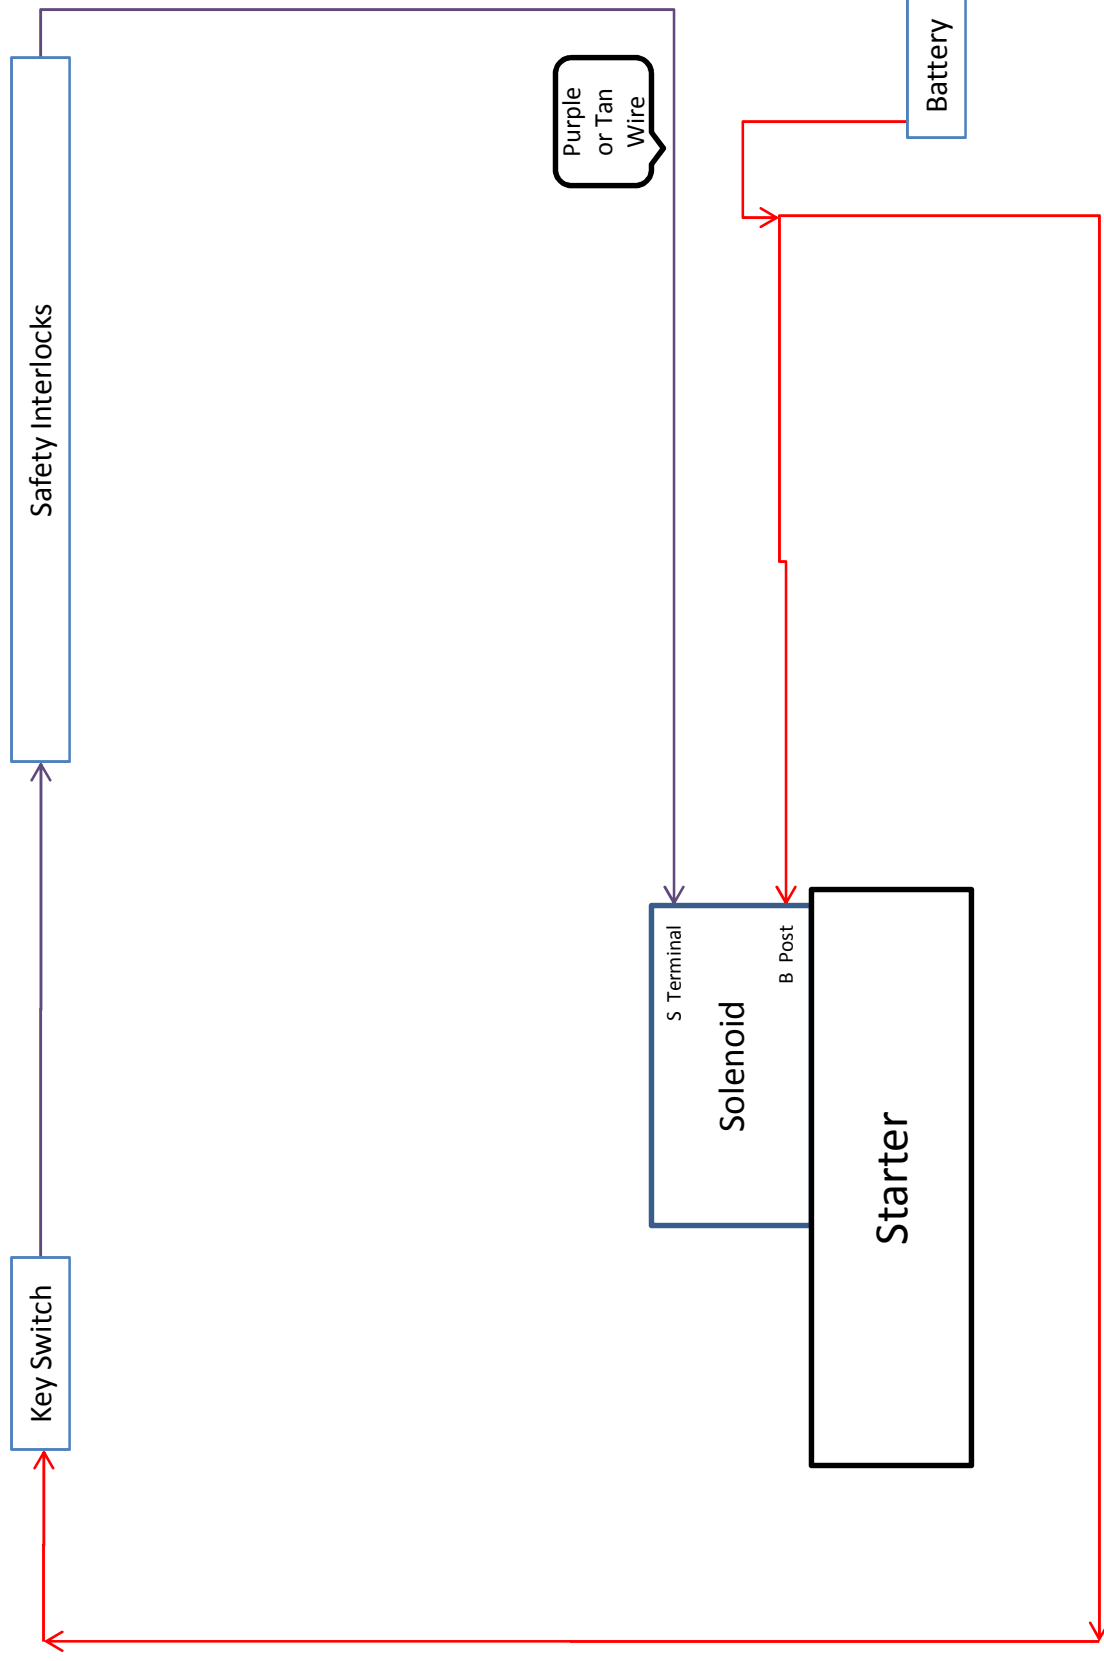 Key Switch
Safety Interlocks
Purple
or Tan
Wire
S Terminal
Solenoid
B Post
Starter
Battery